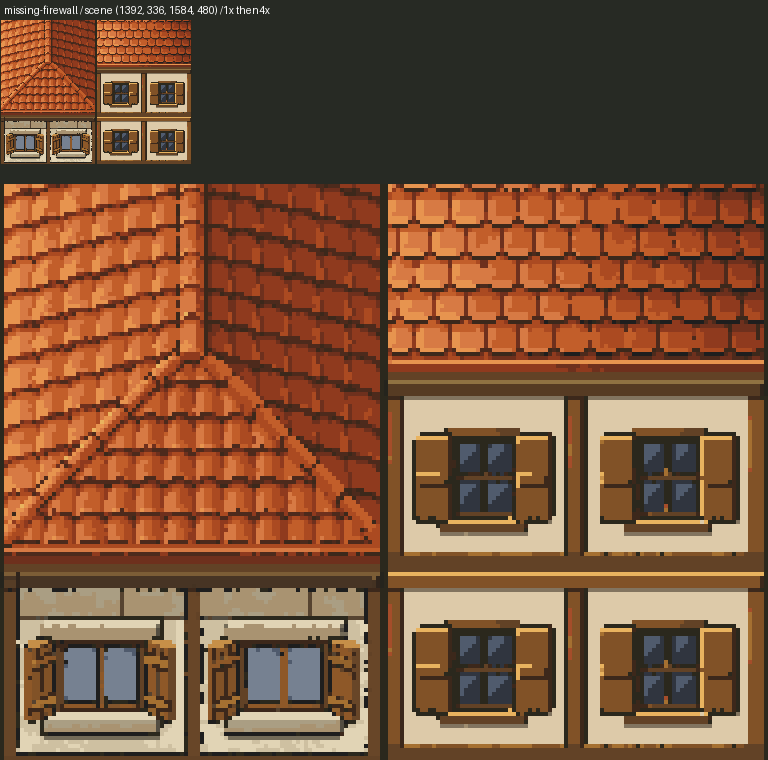 missing-firewall / scene (1392, 336, 1584, 480) / 1x then 4x